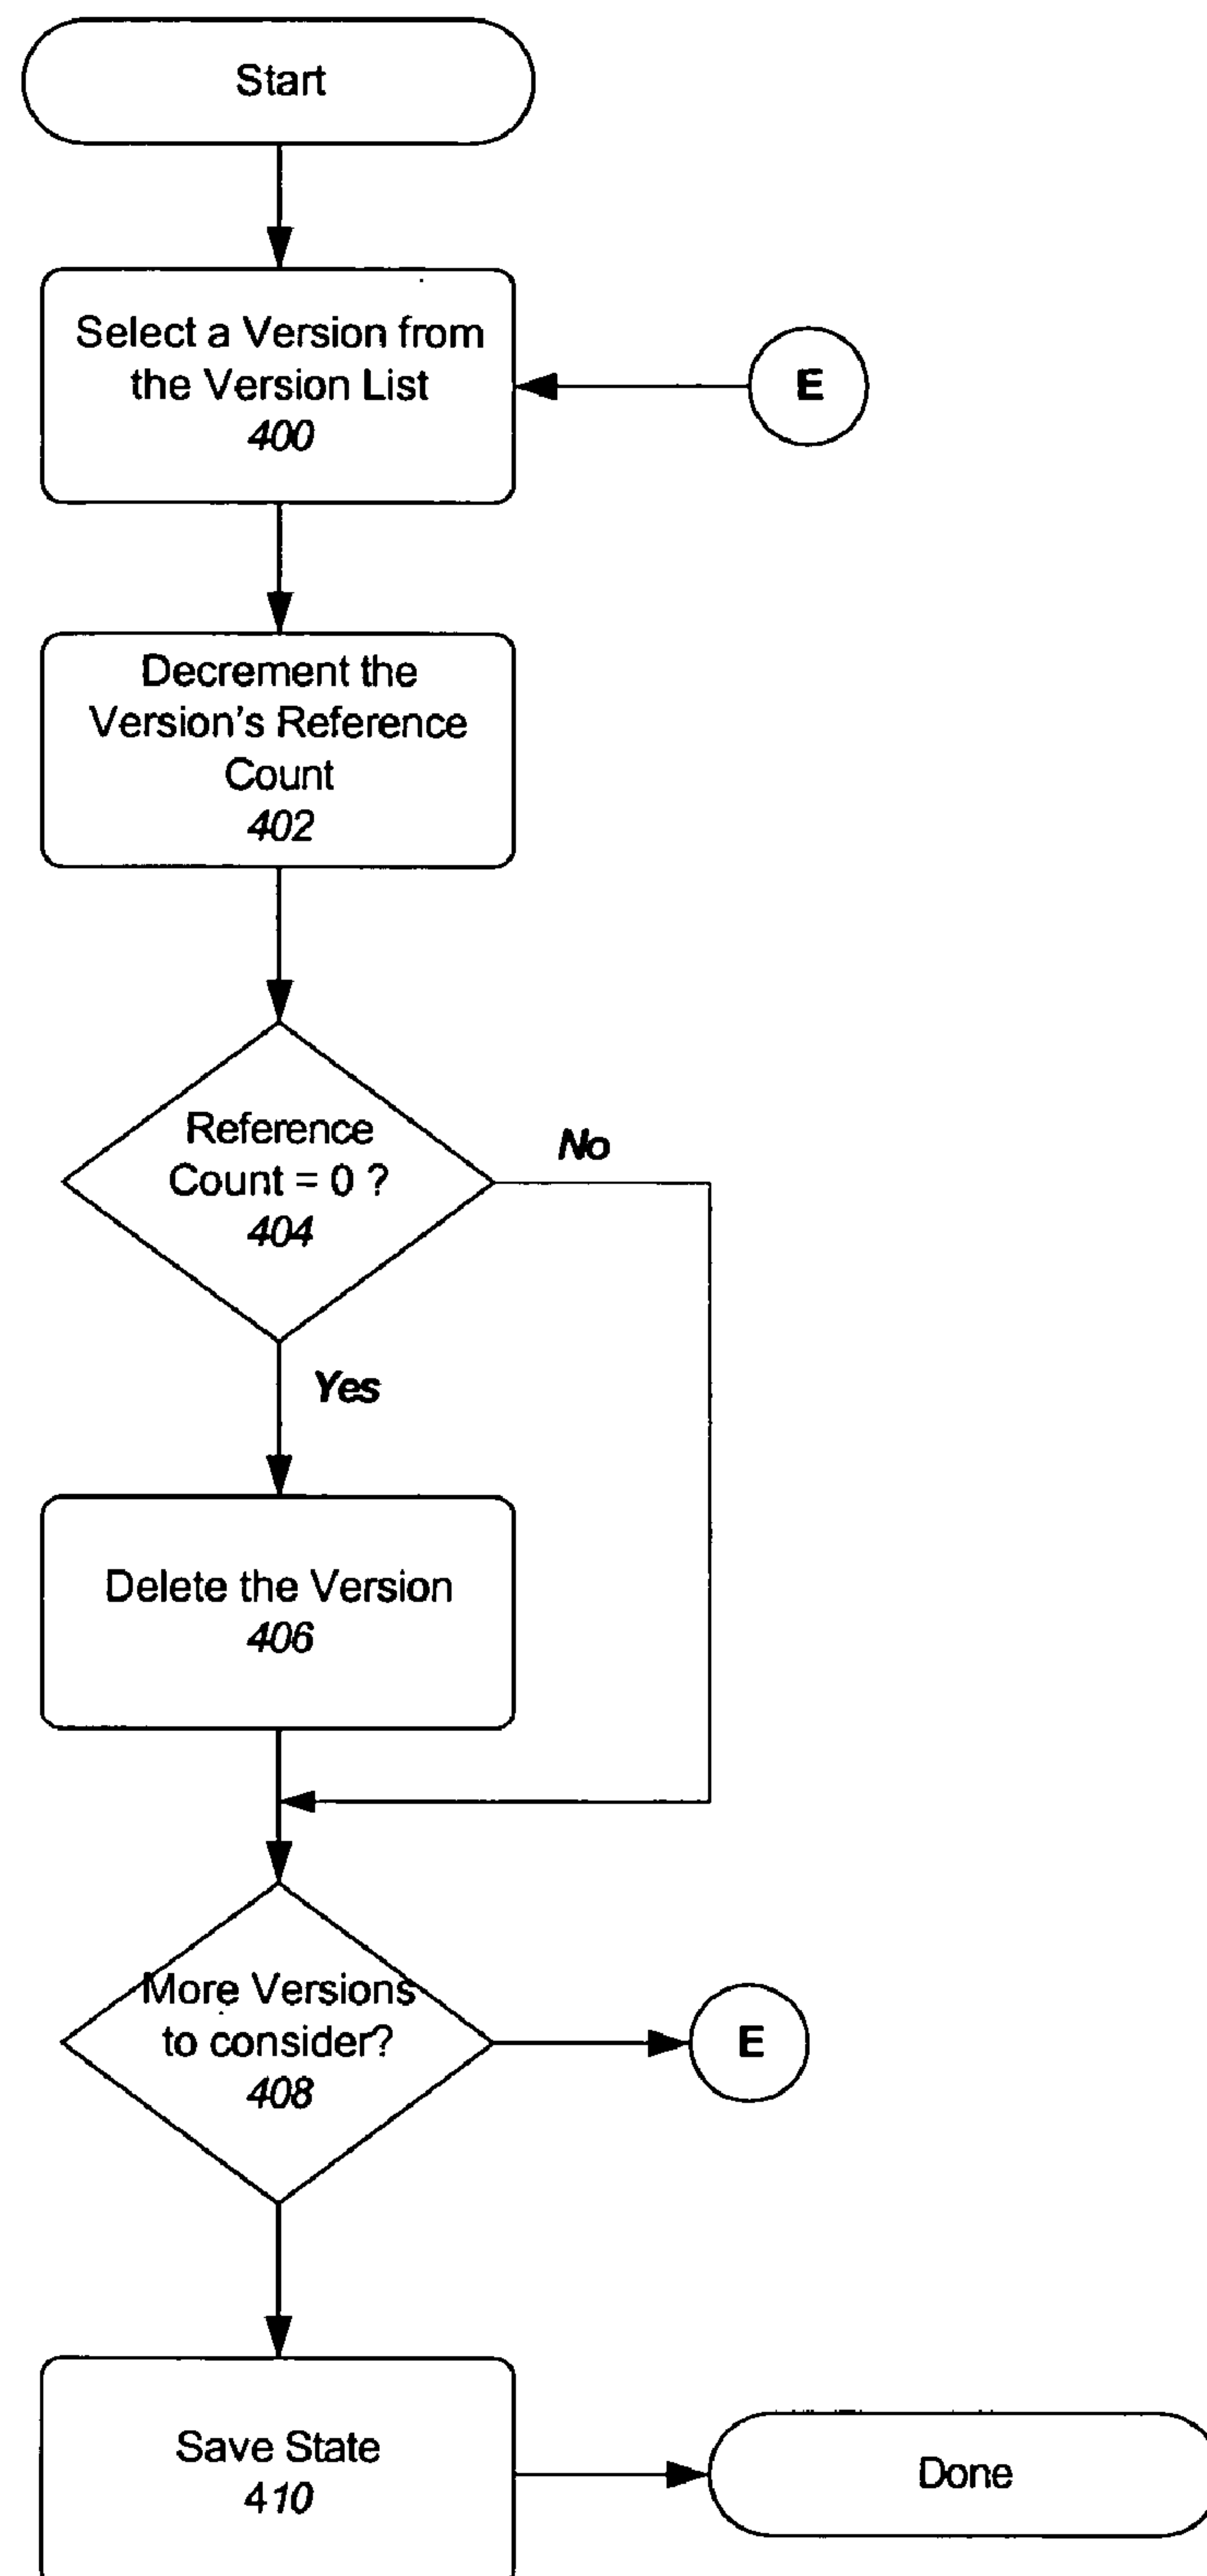 Start
Select a Version from
the Version List
400
E
Decrement the
Version's Reference
Count
402
Reference
Count = 0 ?
404
No
Yes
Delete the Version
406
More Versions
to consider?
408
E
Save State
410
Done